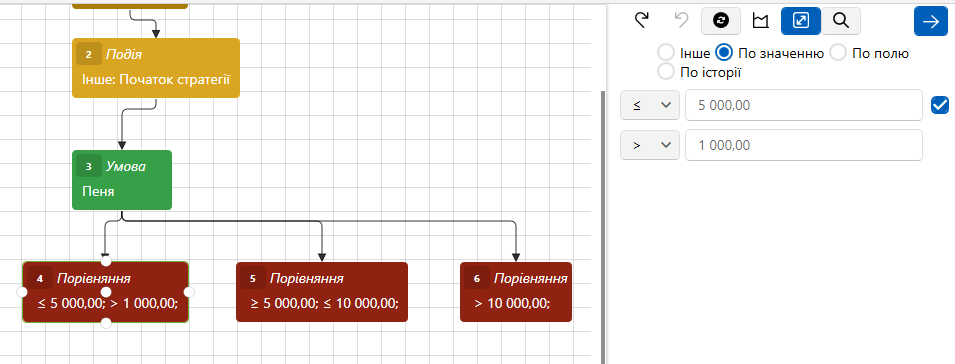 2 Подія
Інше: Початок стратегії
3 Умова
Пеня
4 Порівняння
≤ 5 000,00; > 1 000,00;
5 Порівняння
≥ 5 000,00; ≤ 10 000,00;
6 Порівняння
> 10 000,00;
Інше По значенню По полю
По історії
≤ 5 000,00
> 1 000,00